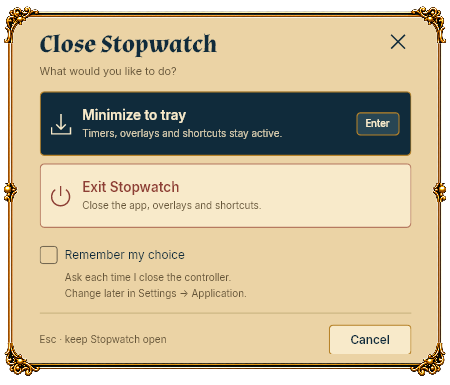 Close Stopwatch
What would you like to do?
Minimize to tray
Timers, overlays and shortcuts stay active.
Enter
Exit Stopwatch
Close the app, overlays and shortcuts.
Remember my choice
Ask each time I close the controller.
Change later in Settings → Application.
Esc · keep Stopwatch open
Cancel